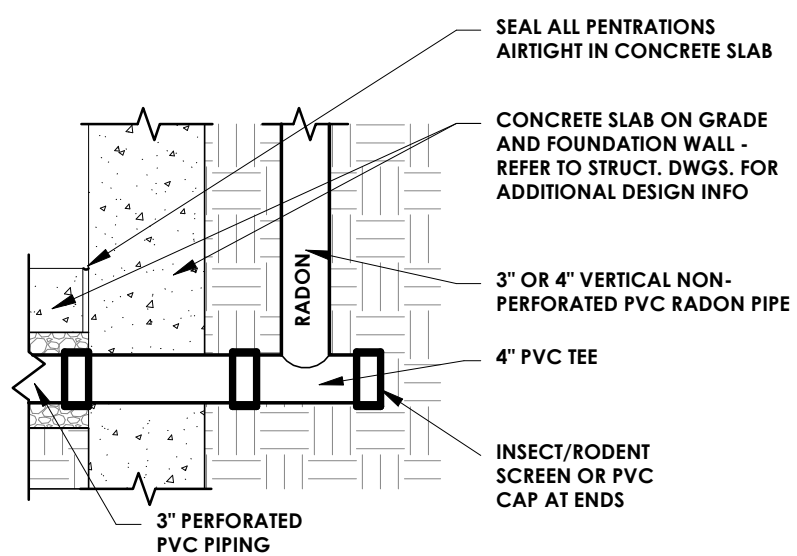 SEAL ALL PENTRATIONS
AIRTIGHT IN CONCRETE SLAB
CONCRETE SLAB ON GRADE
AND FOUNDATION WALL -
REFER TO STRUCT. DWGS. FOR
ADDITIONAL DESIGN INFO
RADON
3" OR 4" VERTICAL NON-
PERFORATED PVC RADON PIPE
4" PVC TEE
INSECT/RODENT
SCREEN OR PVC
CAP AT ENDS
3" PERFORATED
PVC PIPING